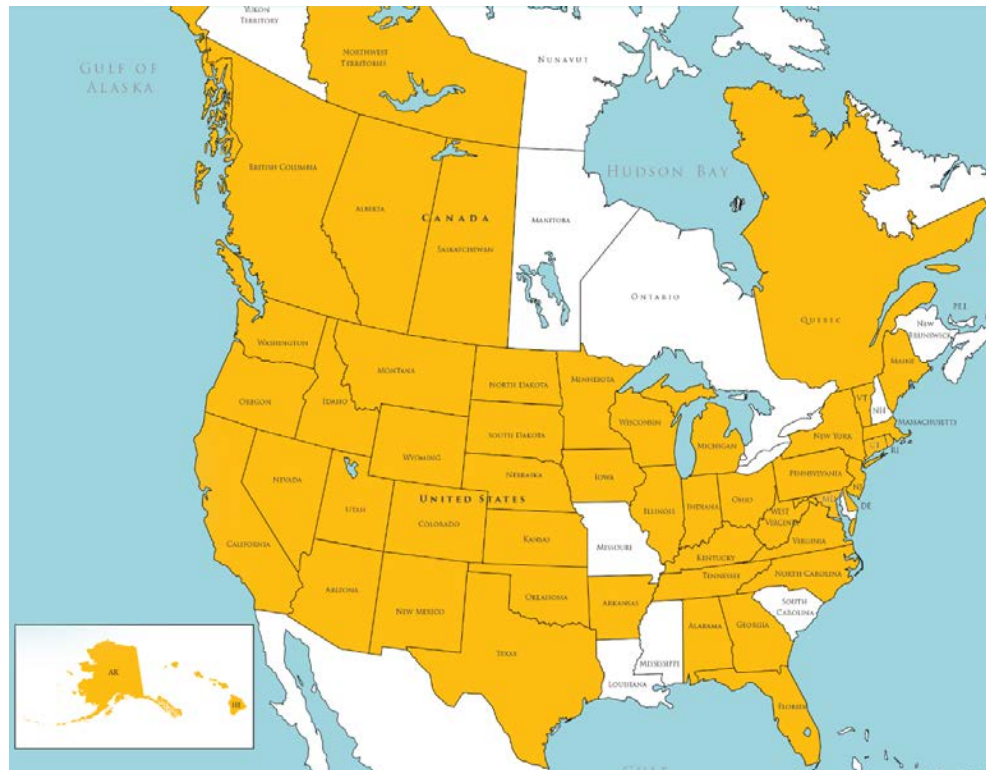 YUKON
TERRITORY
NORTHWEST
TERRITORIES
NUNAVUT
GULF OF
ALASKA
HUDSON BAY
BRITISH COLUMBIA
ALBERTA
CANADA
SASKATCHEWAN
MANITOBA
ONTARIO
QUEBEC
PEI
NEW
BRUNSWICK
WASHINGTON
MONTANA
NORTH DAKOTA
MINNESOTA
MAINE
VT
NH
MASSACHUSETTS
OREGON
IDAHO
SOUTH DAKOTA
WISCONSIN
MICHIGAN
NEW YORK
CT
RI
WYOMING
NEBRASKA
IOWA
PENNSYLVANIA
NJ
NEVADA
UTAH
UNITED STATES
COLORADO
ILLINOIS
INDIANA
OHIO
MD
DE
WEST
VIRGINIA
VIRGINIA
CALIFORNIA
KANSAS
MISSOURI
KENTUCKY
ARIZONA
NEW MEXICO
OKLAHOMA
ARKANSAS
TENNESSEE
NORTH CAROLINA
SOUTH
CAROLINA
TEXAS
MISSISSIPPI
ALABAMA
GEORGIA
LOUISIANA
FLORIDA
AK
HI